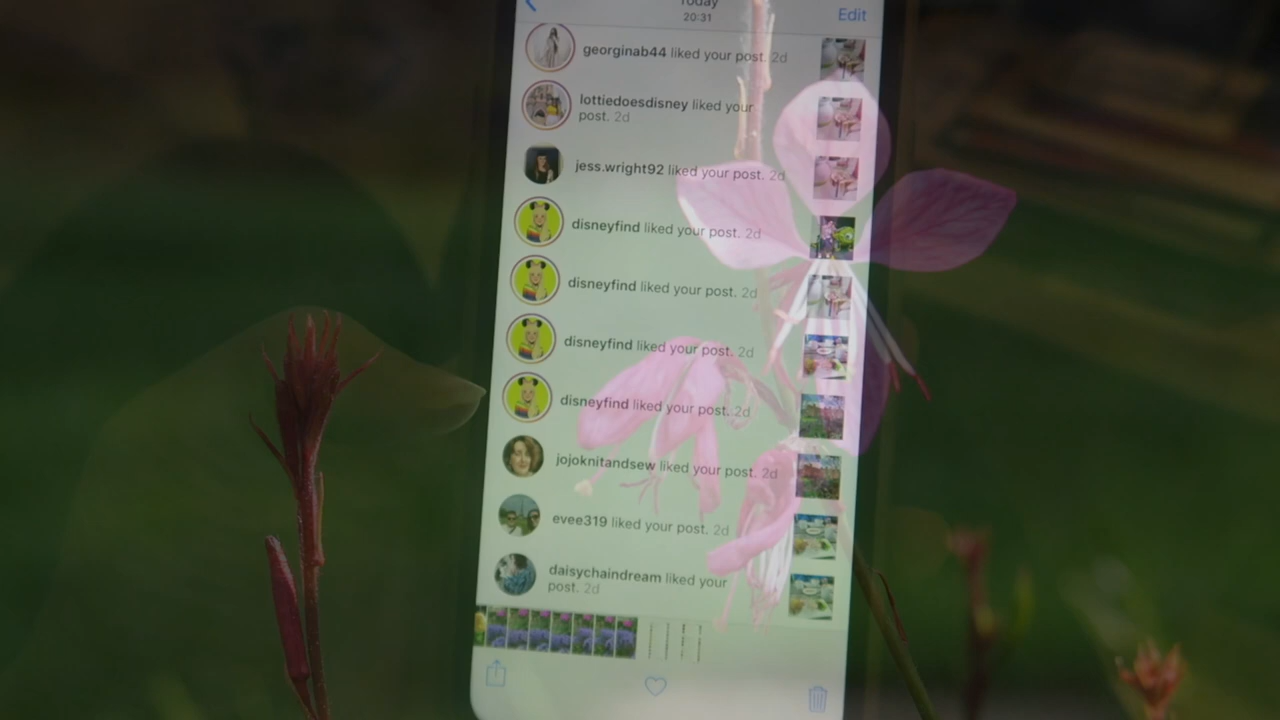 Today
20:31
Edit
georginab44 liked your post. 2d
lottiedoesdisney liked your
post. 2d
jess.wright92 liked your post. 2d
disneyfind liked your post. 2d
disneyfind liked your post. 2d
disneyfind liked your post. 2d
disneyfind liked your post. 2d
jojoknitandsew liked your post. 2d
evee319 liked your post. 2d
daisychaindream liked your
post. 2d